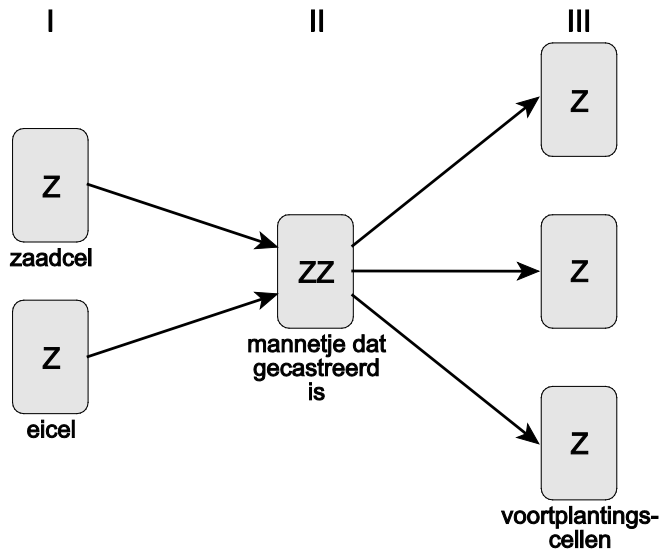 I II III
Z
zaadcel
Z
eicel
ZZ
mannetje dat
gecastreerd
is
Z
Z
Z
voortplantings-
cellen